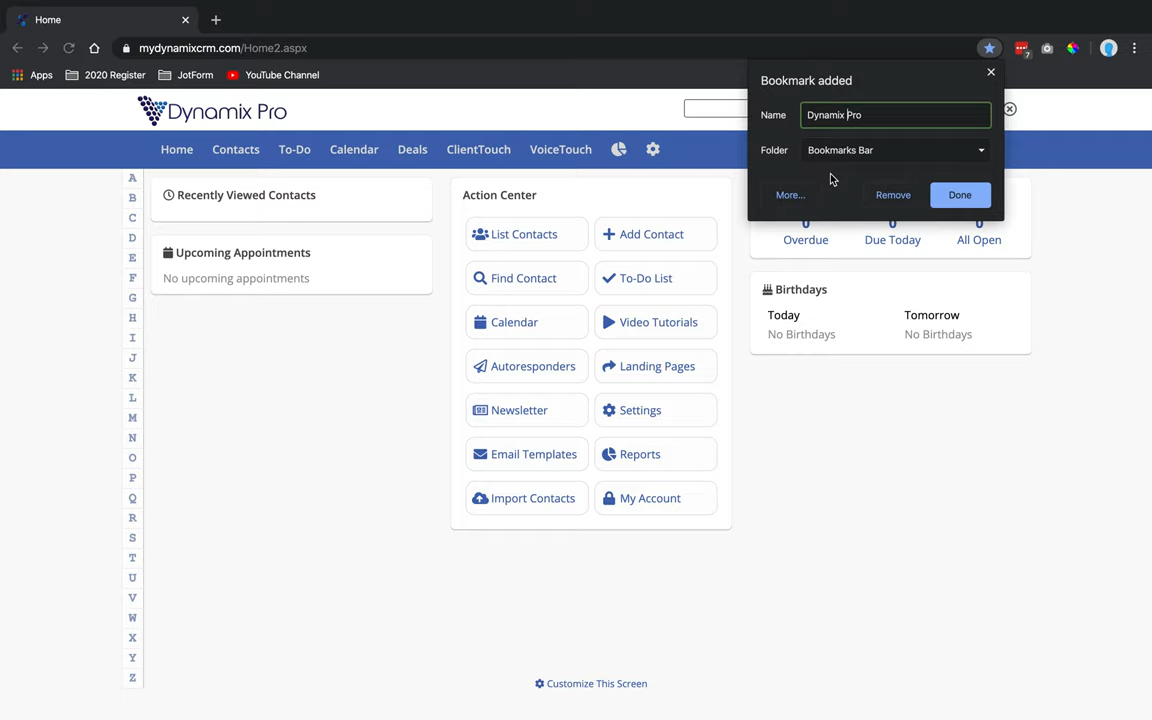 Home
mydynamixcrm.com/Home2.aspx
7
Apps 2020 Register JotForm YouTube Channel
Bookmark added
Name Dynamix Pro
Folder Bookmarks Bar
More... Remove Done
Dynamix Pro
Home Contacts To-Do Calendar Deals ClientTouch VoiceTouch
A
B
C
D
E
F
G
H
I
J
K
L
M
N
O
P
Q
R
S
T
U
V
W
X
Y
Z
Recently Viewed Contacts
Upcoming Appointments
No upcoming appointments
Action Center
List Contacts Add Contact
Find Contact To-Do List
Calendar Video Tutorials
Autoresponders Landing Pages
Newsletter Settings
Email Templates Reports
Import Contacts My Account
0 0 0
Overdue Due Today All Open
Birthdays
Today Tomorrow
No Birthdays No Birthdays
Customize This Screen